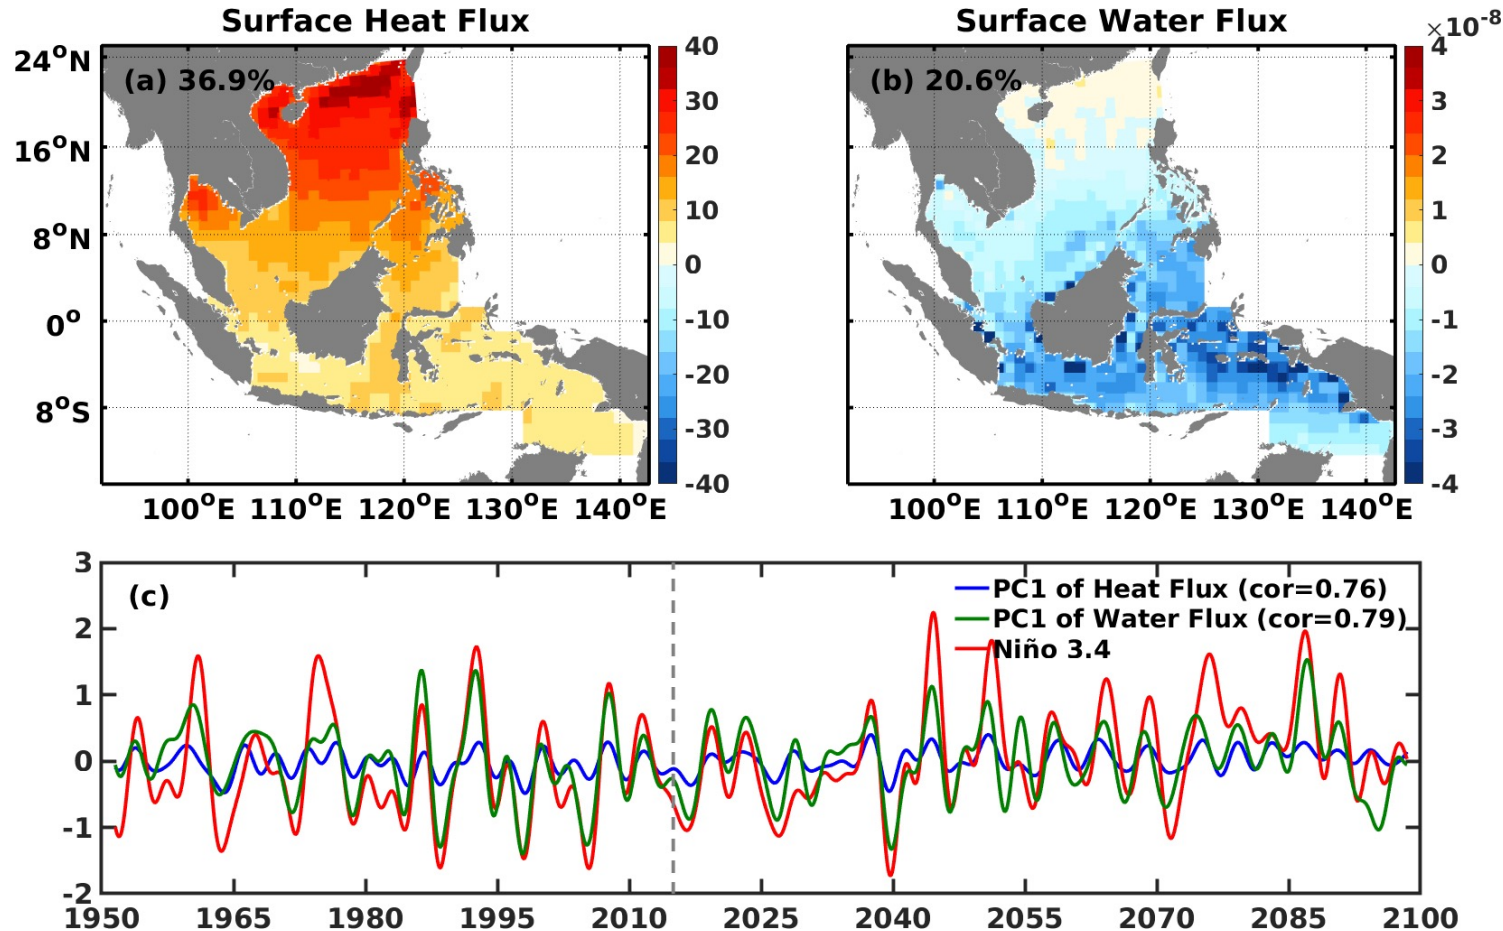 Surface Heat Flux
Surface Water Flux
×10-8
(a) 36.9%
(b) 20.6%
24°N
16°N
8°N
0°
8°S
40
30
20
10
0
-10
-20
-30
-40
4
3
2
1
0
-1
-2
-3
-4
100°E 110°E 120°E 130°E 140°E
100°E 110°E 120°E 130°E 140°E
(c)
PC1 of Heat Flux (cor=0.76)
PC1 of Water Flux (cor=0.79)
Niño 3.4
3
2
1
0
-1
-2
1950 1965 1980 1995 2010 2025 2040 2055 2070 2085 2100